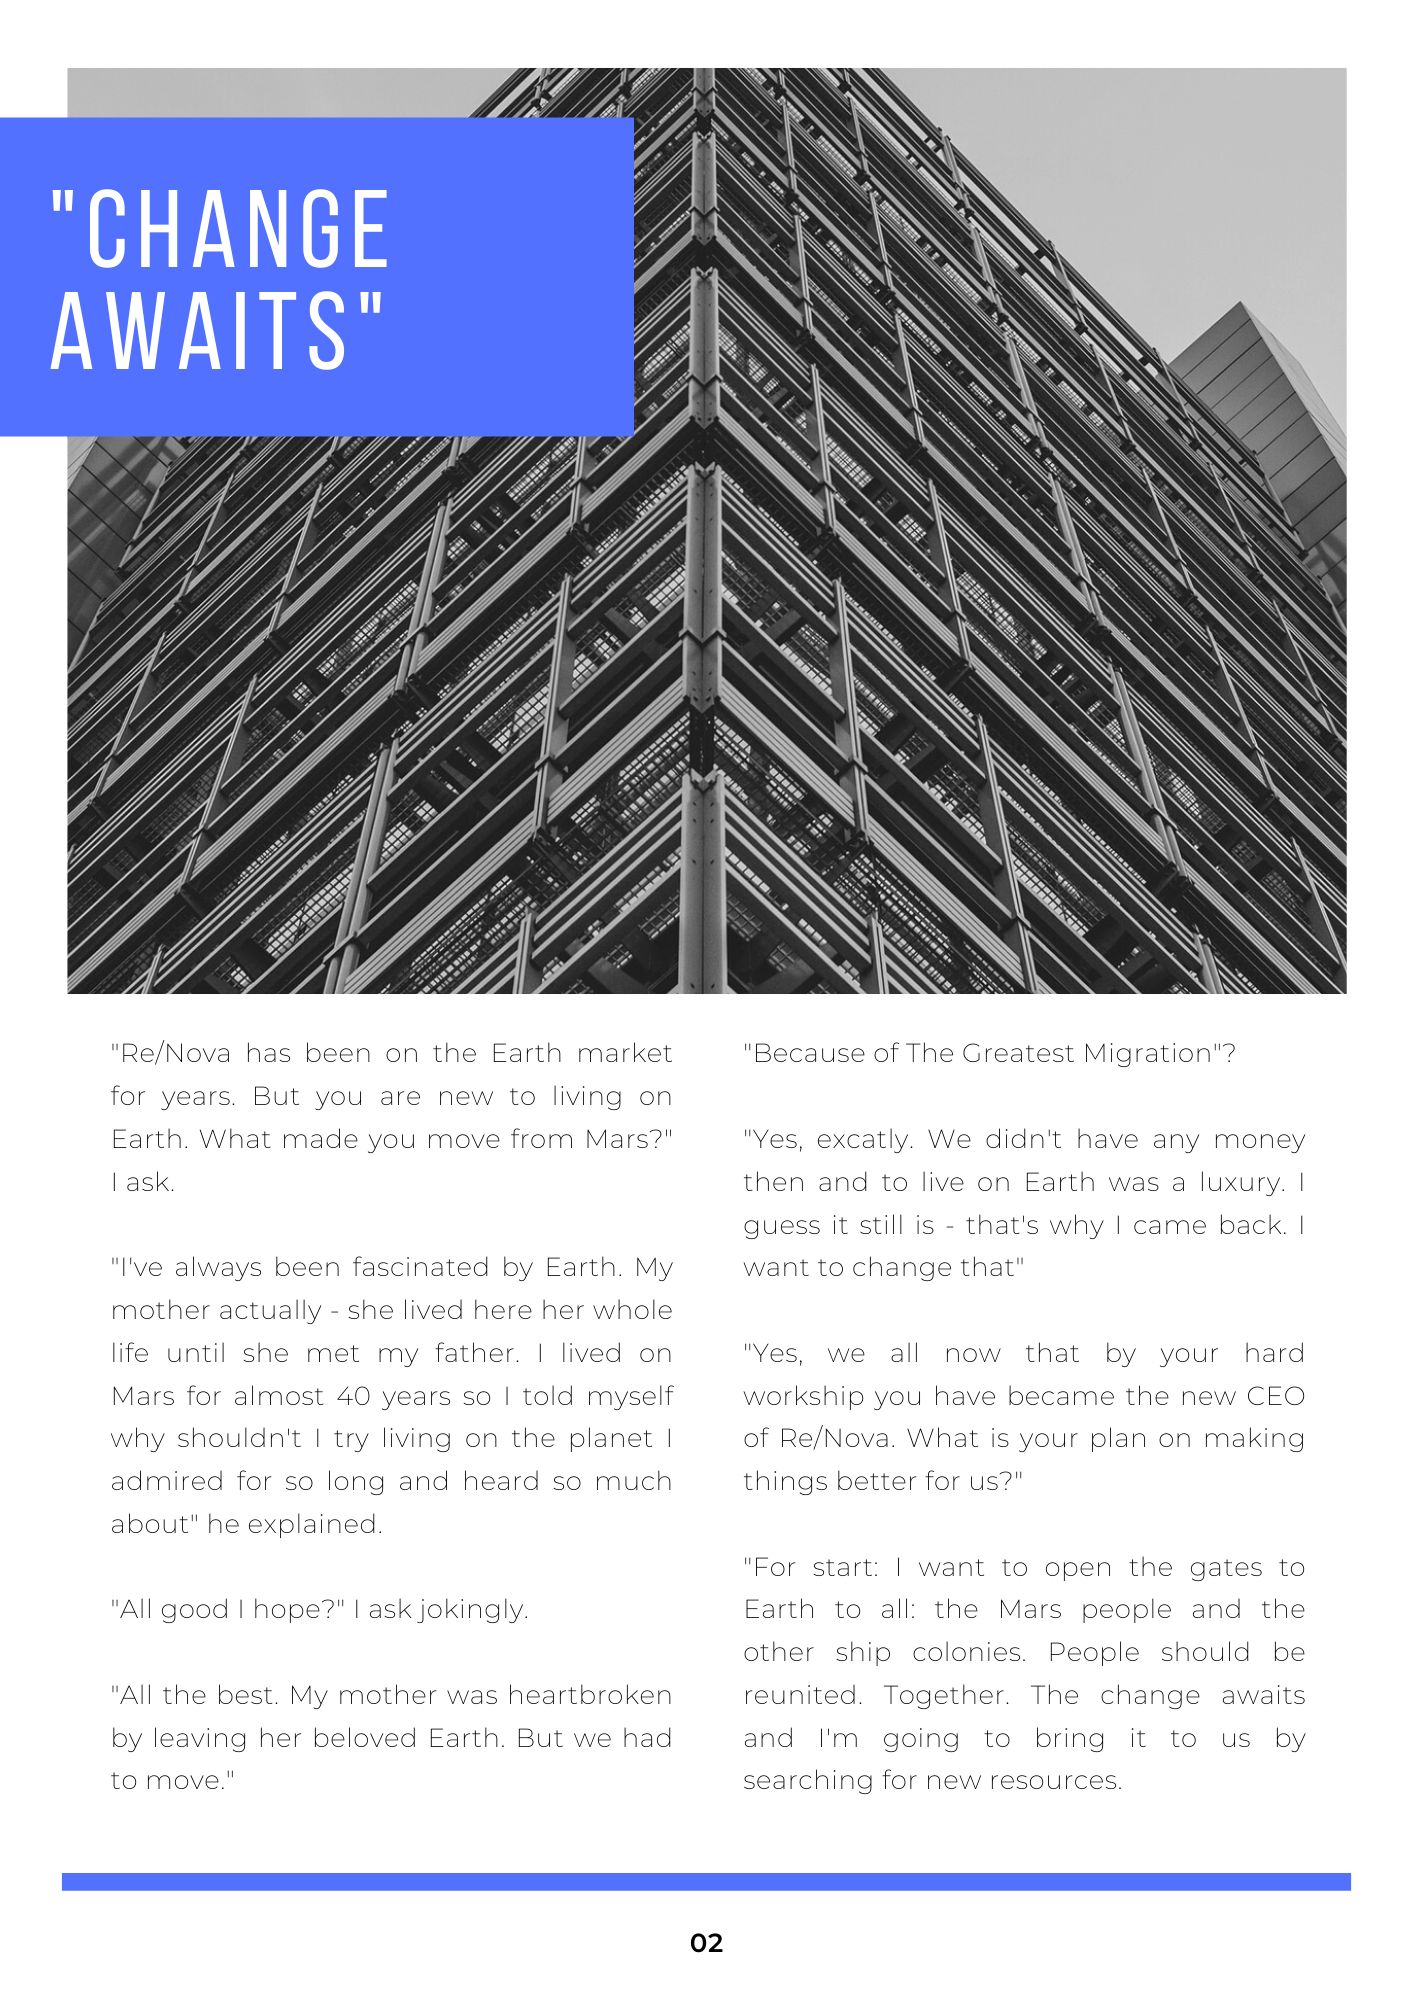 "CHANGE
AWAITS"
"Re/Nova has been on the Earth market
for years. But you are new to living on
Earth. What made you move from Mars?"
I ask.
"I've always been fascinated by Earth. My
mother actually - she lived here her whole
life until she met my father. I lived on
Mars for almost 40 years so I told myself
why shouldn't I try living on the planet I
admired for so long and heard so much
about" he explained.
"All good I hope?" I ask jokingly.
"All the best. My mother was heartbroken
by leaving her beloved Earth. But we had
to move."
"Because of The Greatest Migration"?
"Yes, excatly. We didn't have any money
then and to live on Earth was a luxury. I
guess it still is - that's why I came back. I
want to change that"
"Yes, we all now that by your hard
workship you have became the new CEO
of Re/Nova. What is your plan on making
things better for us?"
"For start: I want to open the gates to
Earth to all: the Mars people and the
other ship colonies. People should be
reunited. Together. The change awaits
and I'm going to bring it to us by
searching for new resources.
02